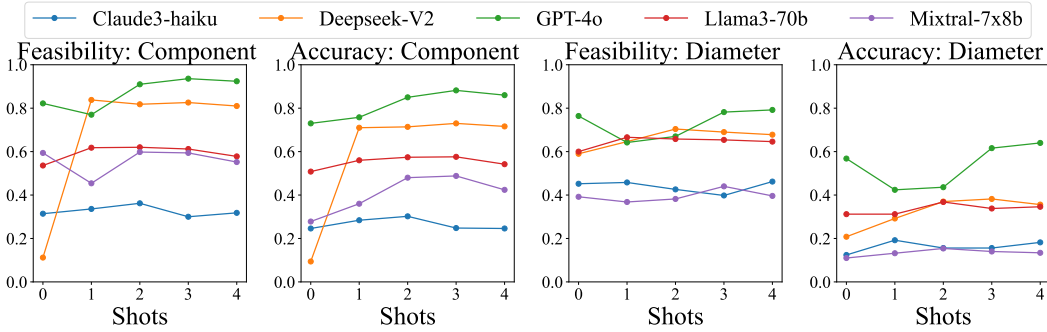 Claude3-haiku Deepseek-V2 GPT-4o Llama3-70b Mixtral-7x8b
Feasibility: Component Accuracy: Component Feasibility: Diameter Accuracy: Diameter
1.0 1.0 1.0 1.0
0.8 0.8 0.8 0.8
0.6 0.6 0.6 0.6
0.4 0.4 0.4 0.4
0.2 0.2 0.2 0.2
0.0 0.0 0.0 0.0
0 1 2 3 4 0 1 2 3 4 0 1 2 3 4 0 1 2 3 4
Shots Shots Shots Shots